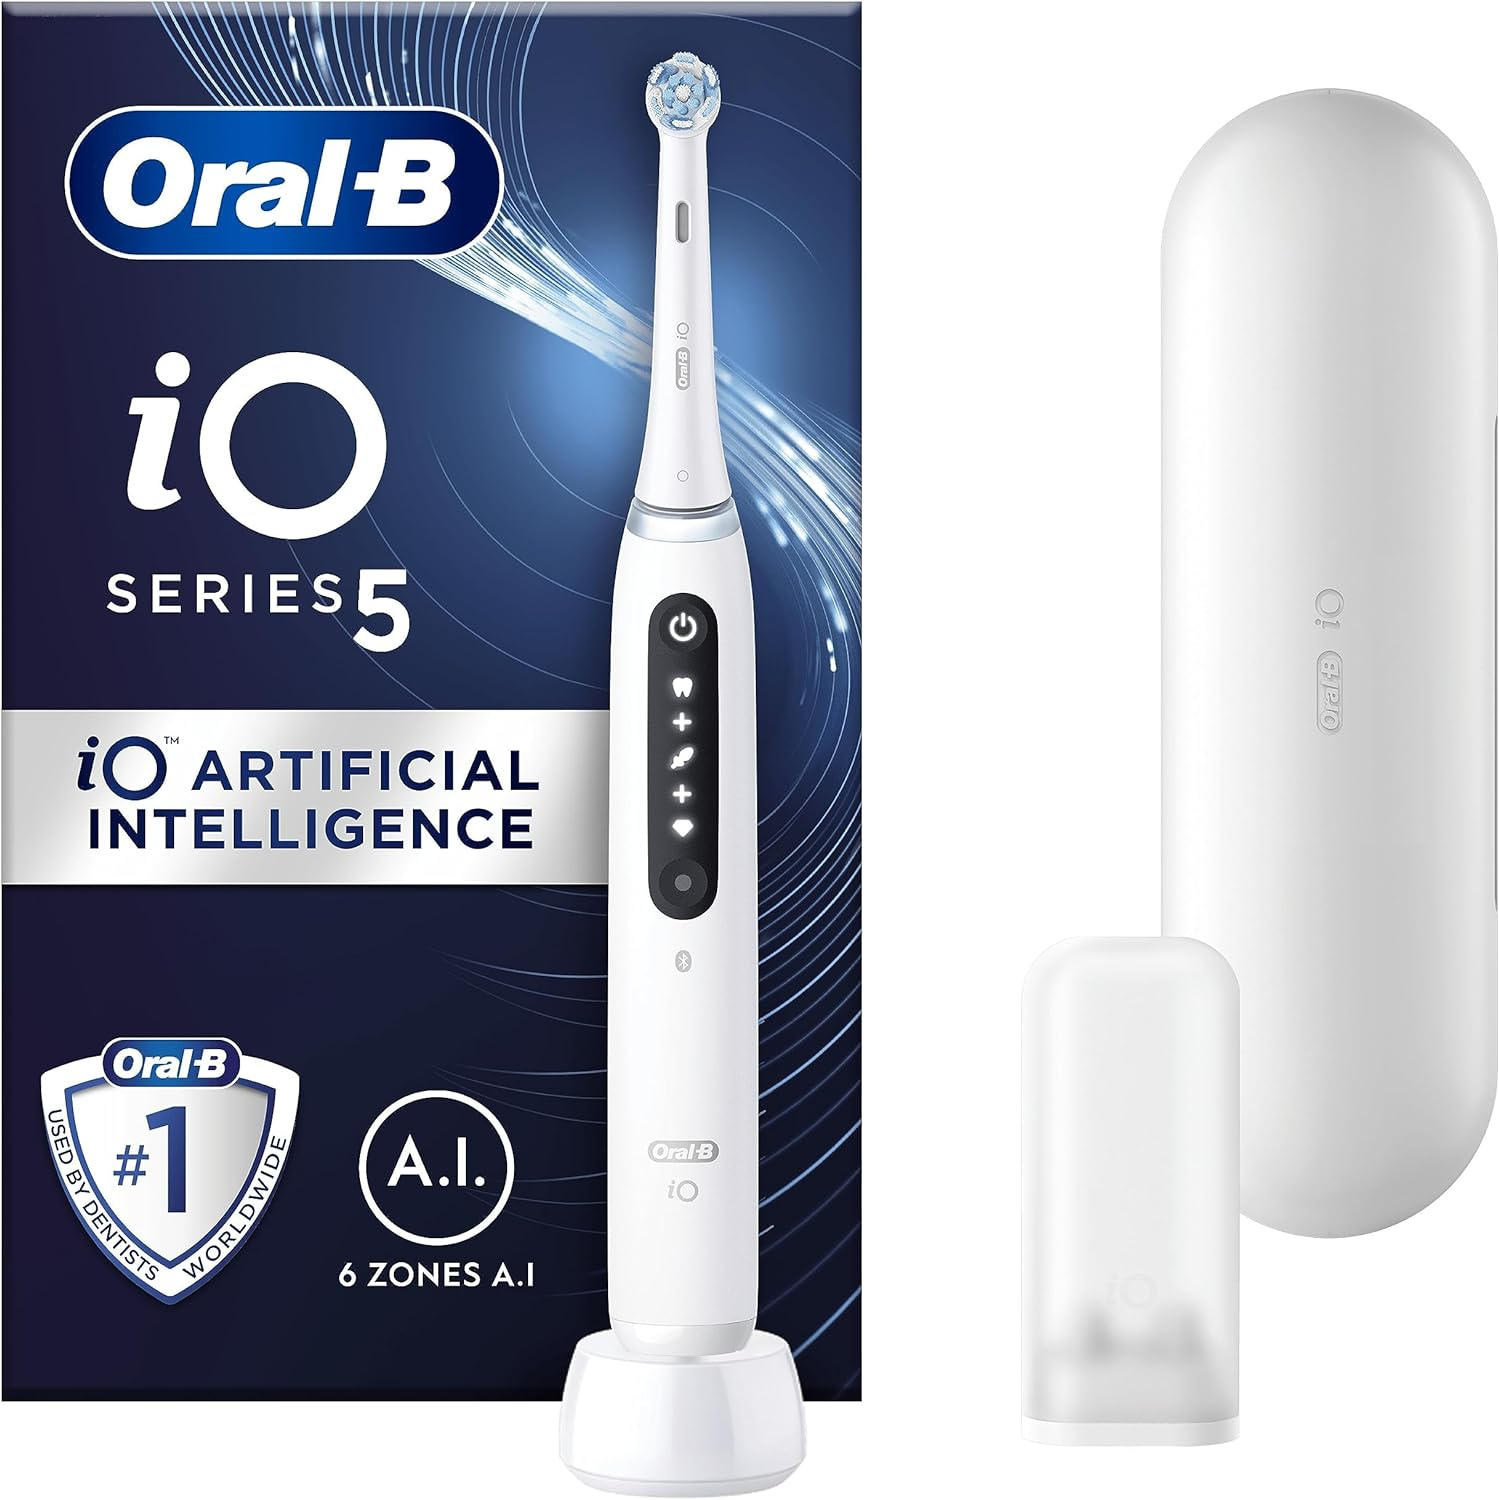 Oral-B
iO
SERIES 5
iO™ ARTIFICIAL
INTELLIGENCE
Oral-B
#1
USED BY DENTISTS
WORLDWIDE
A.I.
6 ZONES A.I
Oral-B iO
Oral-B
iO
Oral-B iO
iO